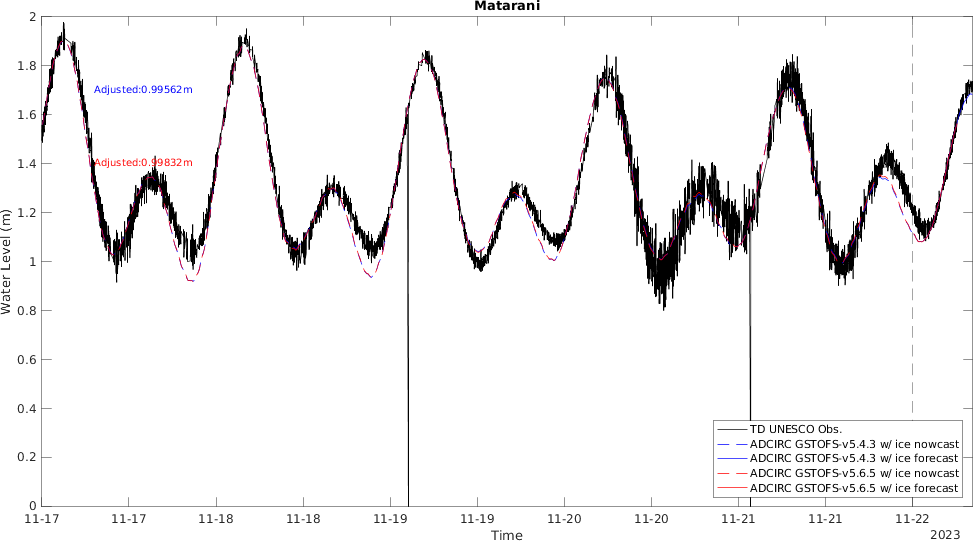 Matarani
2
1.8
1.6
1.4
1.2
1
0.8
0.6
0.4
0.2
0
Water Level (m)
Adjusted:0.99562m
Adjusted:0.99832m
TD UNESCO Obs.
ADCIRC GSTOFS-v5.4.3 w/ ice nowcast
ADCIRC GSTOFS-v5.4.3 w/ ice forecast
ADCIRC GSTOFS-v5.6.5 w/ ice nowcast
ADCIRC GSTOFS-v5.6.5 w/ ice forecast
11-17 11-17 11-18 11-18 11-19 11-19 11-20 11-20 11-21 11-21 11-22
Time
2023